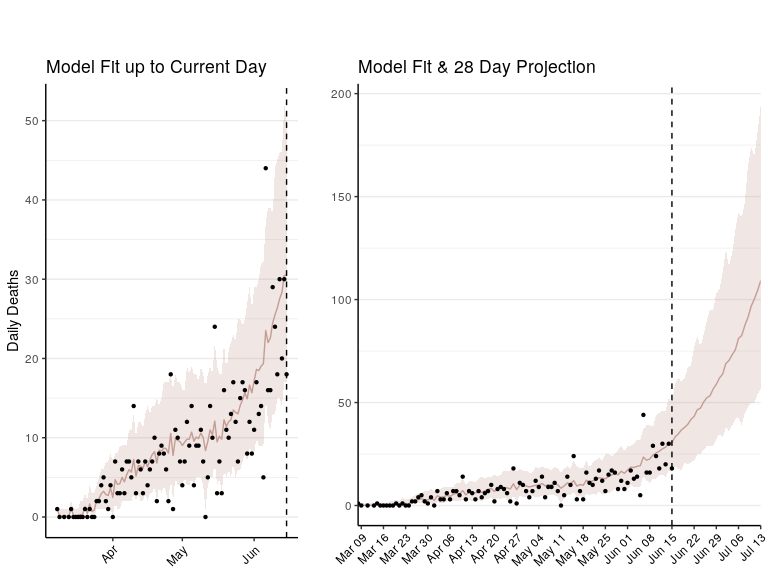 Model Fit up to Current Day
Model Fit & 28 Day Projection
Daily Deaths
50
40
30
20
10
0
Apr
May
Jun
200
150
100
50
0
Mar 09
Mar 16
Mar 23
Mar 30
Apr 06
Apr 13
Apr 20
Apr 27
May 04
May 11
May 18
May 25
Jun 01
Jun 08
Jun 15
Jun 22
Jun 29
Jul 06
Jul 13